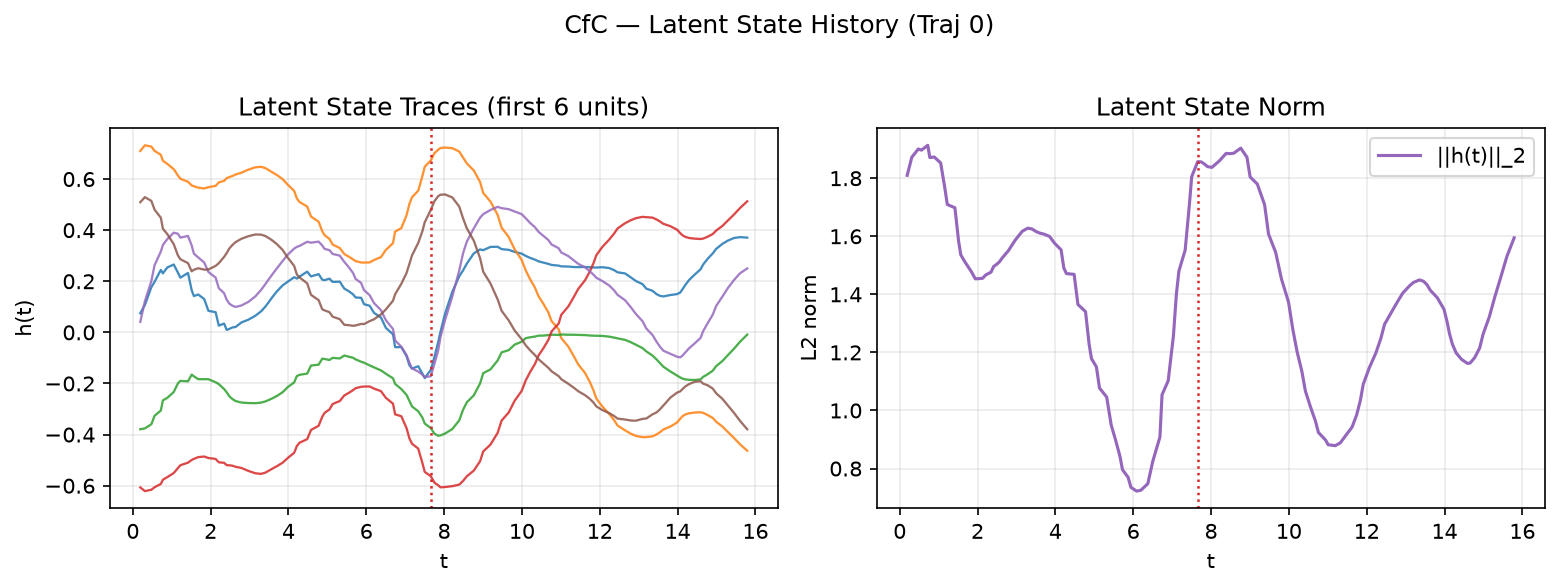 CfC — Latent State History (Traj 0)
Latent State Traces (first 6 units)
h(t)
0.6
0.4
0.2
0.0
−0.2
−0.4
−0.6
0 2 4 6 8 10 12 14 16
t
Latent State Norm
||h(t)||_2
L2 norm
1.8
1.6
1.4
1.2
1.0
0.8
0 2 4 6 8 10 12 14 16
t